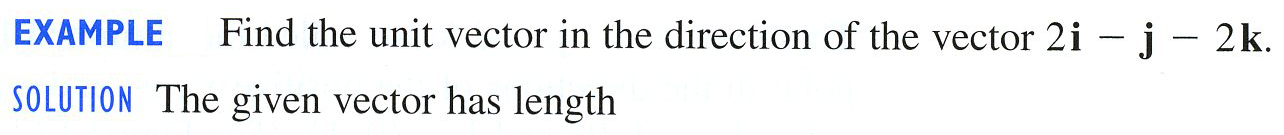 EXAMPLE Find the unit vector in the direction of the vector 2i − j − 2k.
SOLUTION The given vector has length